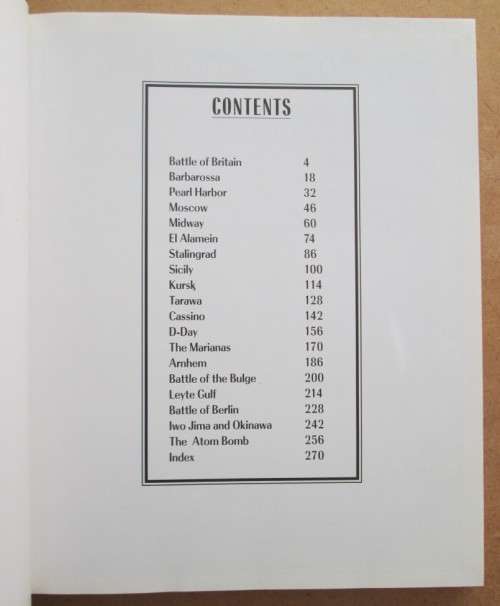 CONTENTS
Battle of Britain 4
Barbarossa 18
Pearl Harbor 32
Moscow 46
Midway 60
El Alamein 74
Stalingrad 86
Sicily 100
Kursk 114
Tarawa 128
Cassino 142
D-Day 156
The Marianas 170
Arnhem 186
Battle of the Bulge 200
Leyte Gulf 214
Battle of Berlin 228
Iwo Jima and Okinawa 242
The Atom Bomb 256
Index 270